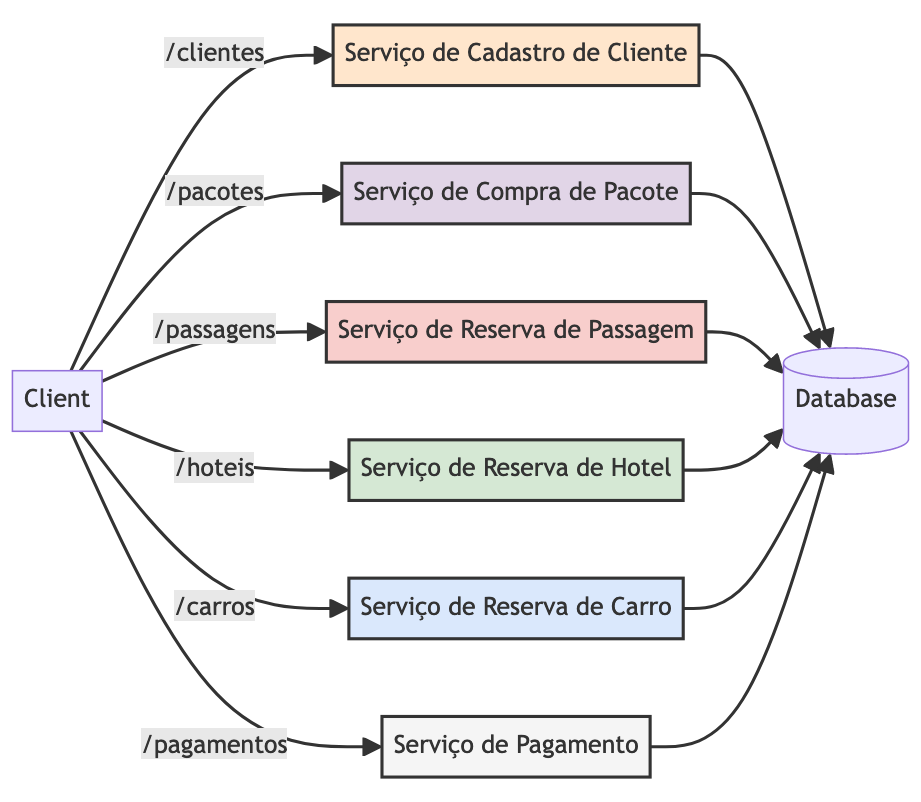 /clientes
Serviço de Cadastro de Cliente
/pacotes
Serviço de Compra de Pacote
/passagens
Serviço de Reserva de Passagem
Client
Database
/hoteis
Serviço de Reserva de Hotel
/carros
Serviço de Reserva de Carro
/pagamentos
Serviço de Pagamento